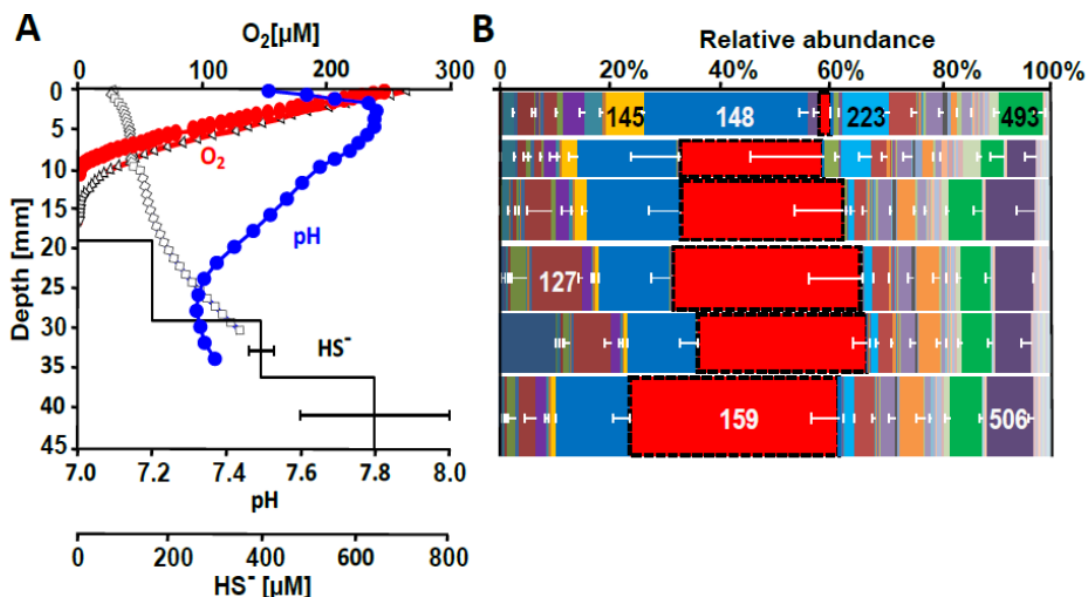 A
O₂[µM]
0 100 200 300
Depth [mm]
0
5
10
15
20
25
30
35
40
45
O₂
pH
HS⁻
7.0 7.2 7.4 7.6 7.8 8.0
pH
0 200 400 600 800
HS⁻ [µM]
B
Relative abundance
0 20% 40% 60% 80% 100%
145 148 223 493
127
159 506